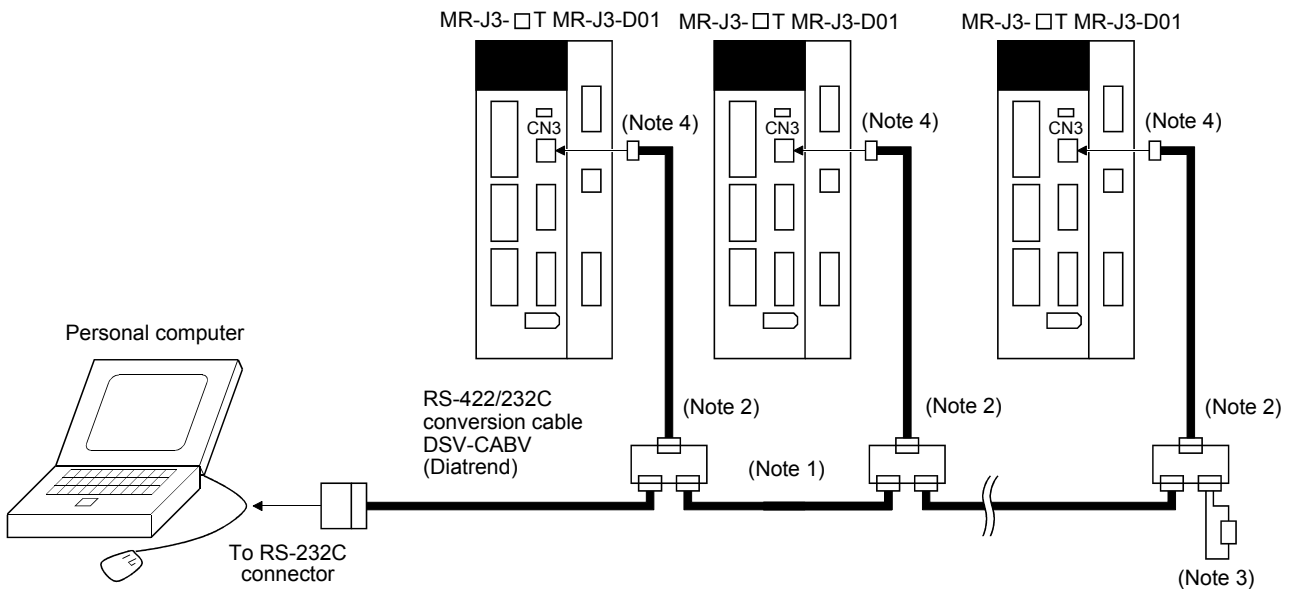 MR-J3-□T MR-J3-D01 MR-J3-□T MR-J3-D01 MR-J3-□T MR-J3-D01
CN3 (Note 4) CN3 (Note 4) CN3 (Note 4)
Personal computer
RS-422/232C
conversion cable
DSV-CABV
(Diatrend)
(Note 2) (Note 2) (Note 2)
(Note 1)
To RS-232C
connector
(Note 3)